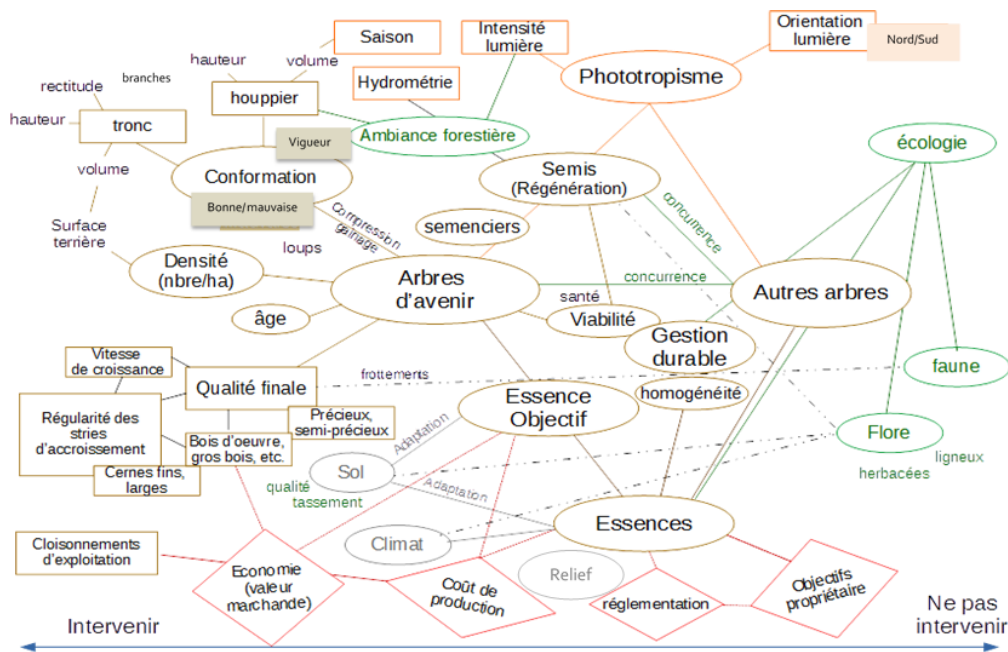 Saison
Intensité
lumière
Orientation
lumière
Nord/Sud
hauteur
volume
branches
rectitude
Hydrométrie
Phototropisme
houppier
hauteur
tronc
Ambiance forestière
écologie
Vigueur
volume
Conformation
Semis
(Régénération)
Bonne/mauvaise
Compression
gainage
concurrence
Surface
terrière
semenciers
loups
Densité
(nbre/ha)
Arbres
d'avenir
concurrence
Autres arbres
santé
âge
Viabilité
Gestion
durable
Vitesse
de croissance
frottements
faune
Qualité finale
Essence
Objectif
homogénéité
Précieux,
semi-précieux
Régularité des
stries
d'accroissement
Bois d'oeuvre,
gros bois, etc.
Adaptation
Flore
ligneux
herbacées
Cernes fins,
larges
Sol
qualité
tassement
Adaptation
Essences
Climat
Cloisonnements
d'exploitation
Economie
(valeur
marchande)
Coût de
production
Relief
réglementation
Objectifs
propriétaire
Intervenir
Ne pas
intervenir